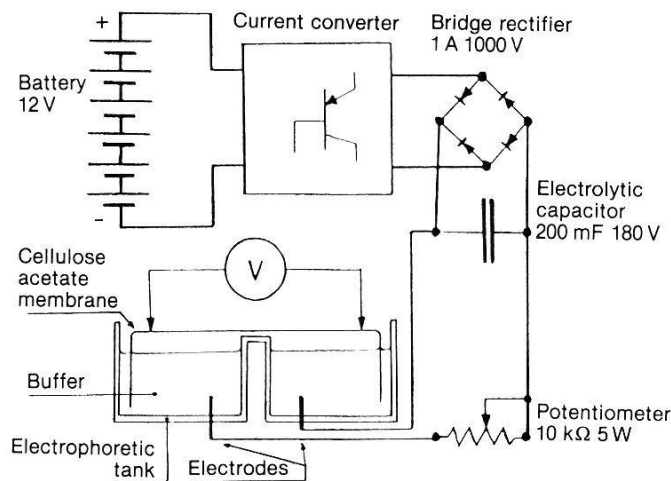 Current converter
Bridge rectifier
1 A 1000 V
+
Battery
12 V
-
Electrolytic
capacitor
200 mF 180 V
Cellulose
acetate
membrane
V
Buffer
Potentiometer
10 kΩ 5 W
Electrophoretic
tank
Electrodes